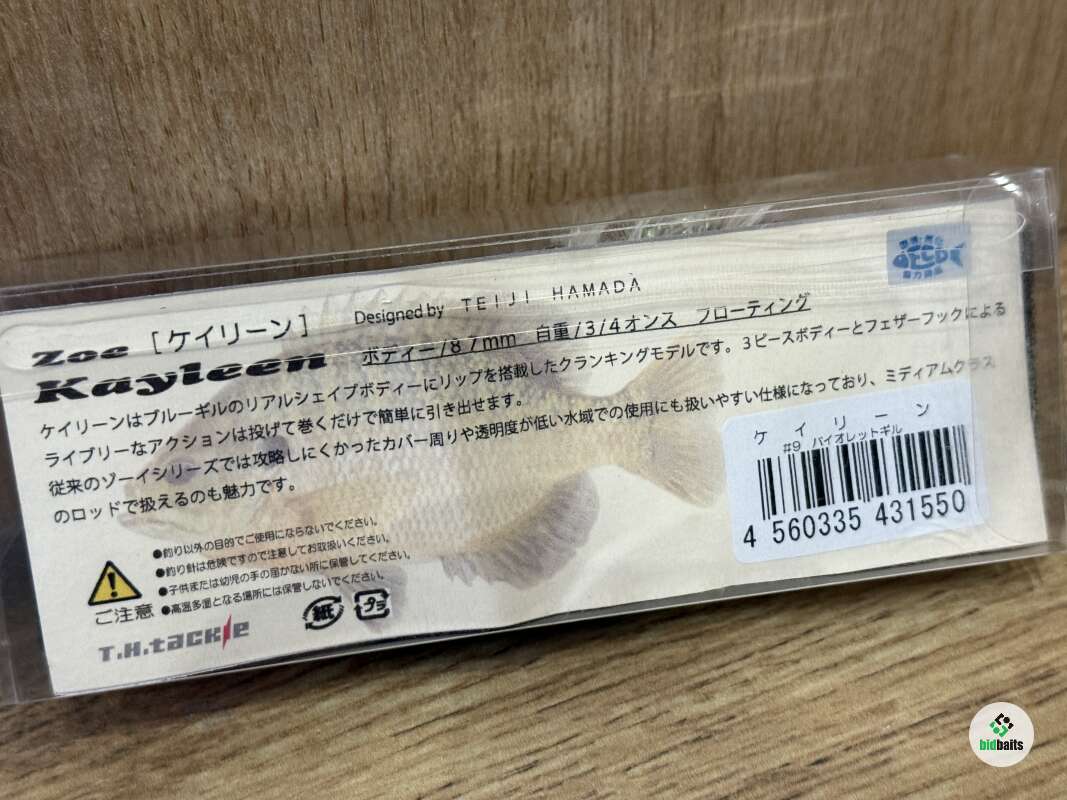 Zoe [ケイリーン]
Kayleen
Designed by TEIJI HAMADA
ボディー/87mm 自重/3/4オンス フローティング
ケイリーンはブルーギルのリアルシェイプボディーにリップを搭載したクランキングモデルです。3ピースボディーとフェザーフックによる
ライブリーなアクションは投げて巻くだけで簡単に引き出せます。
従来のゾーイシリーズでは攻略しにくかったカバー周りや透明度が低い水域での使用にも扱いやすい仕様になっており、ミディアムクラス
のロッドで扱えるのも魅力です。
ケイリーン
#9 バイオレットギル
4 560335 431550
ご注意
●釣り以外の目的でご使用にならないでください。
●釣り針は危険ですので注意してお取扱いください。
●子供または幼児の手の届かない所に保管してください。
●高温多湿となる場所には保管しないでください。
T.H.tackle
紙
プラ
bidbaits